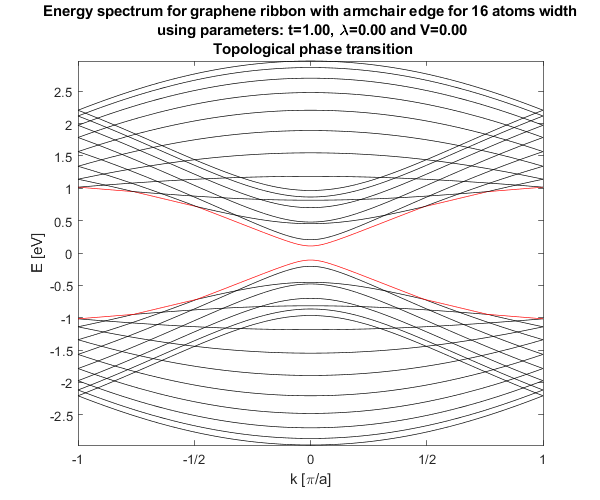 Energy spectrum for graphene ribbon with armchair edge for 16 atoms width
using parameters: t=1.00, λ=0.00 and V=0.00
Topological phase transition
2.5
2
1.5
1
0.5
0
-0.5
-1
-1.5
-2
-2.5
E [eV]
-1 -1/2 0 1/2 1
k [π/a]